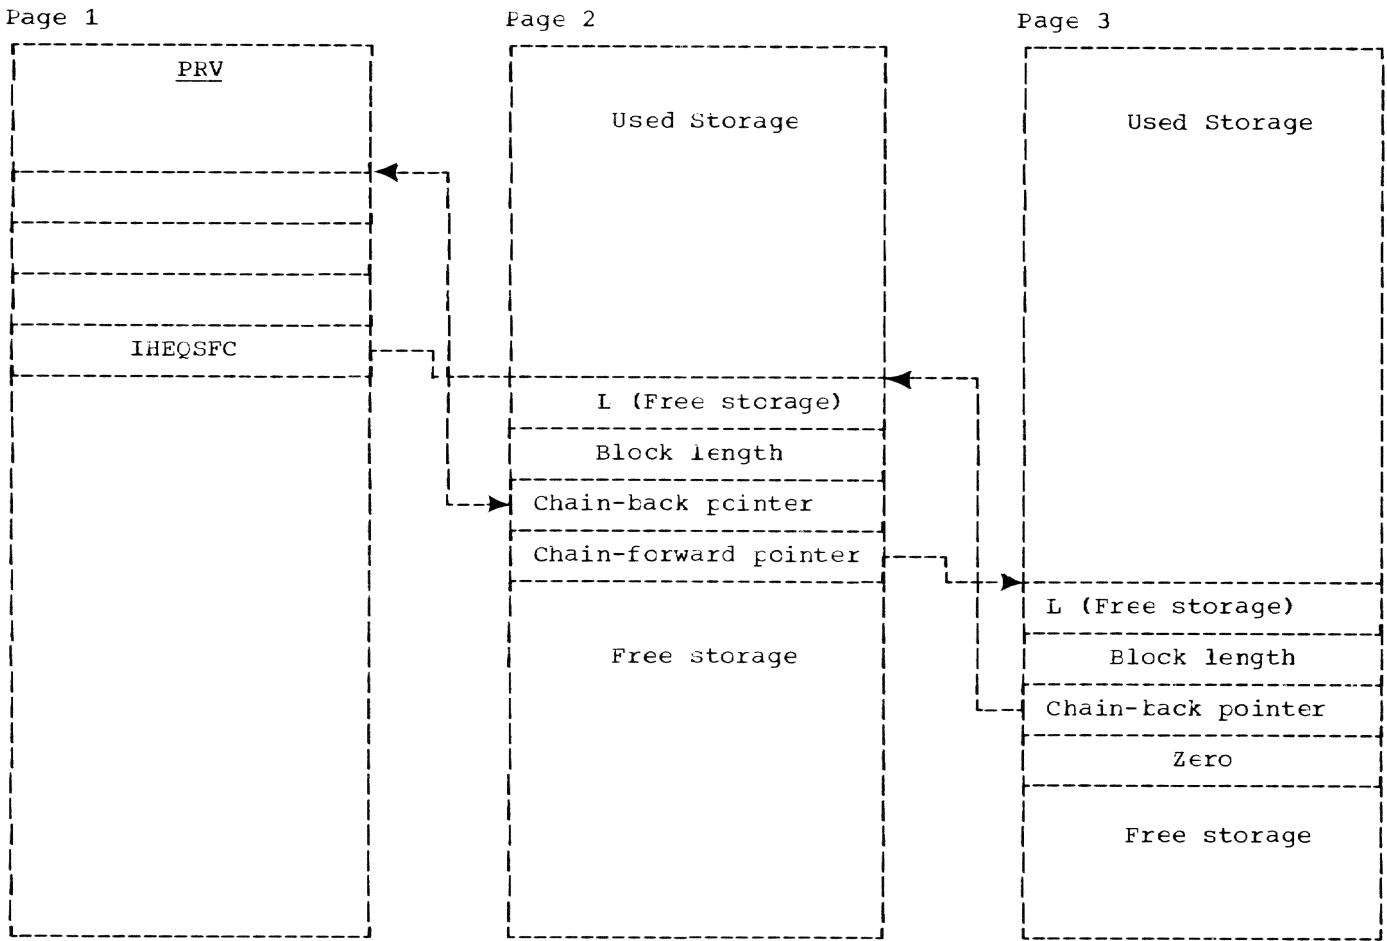 Page 1
PRV
IHEQSFC
Page 2
Used Storage
L (Free storage)
Block length
Chain-back pointer
Chain-forward pointer
Free storage
Page 3
Used Storage
L (Free storage)
Block length
Chain-back pointer
Zero
Free storage